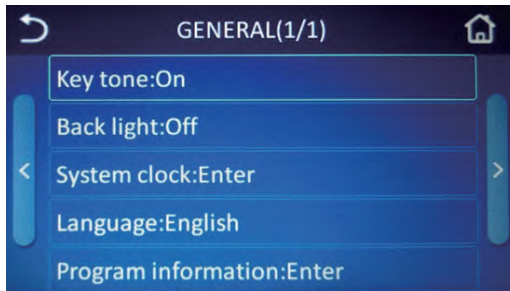 GENERAL(1/1)
Key tone:On
Back light:Off
System clock:Enter
Language:English
Program information:Enter